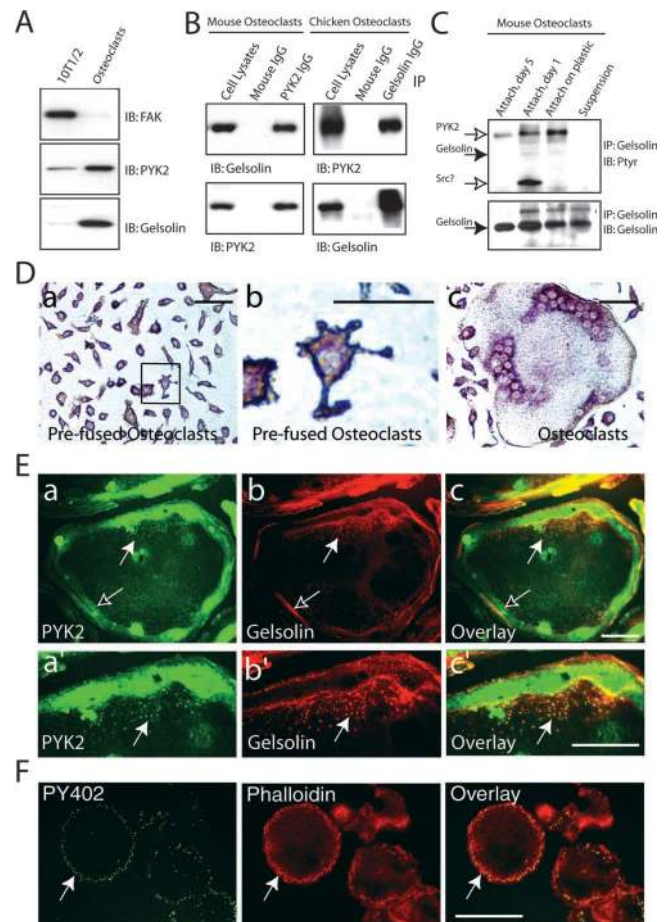 A
10T1/2
Osteoclasts
IB: FAK
IB: PYK2
IB: Gelsolin
B
Mouse Osteoclasts
Chicken Osteoclasts
Cell Lysates
Mouse IgG
PYK2 IgG
Cell Lysates
Mouse IgG
Gelsolin IgG
IP
IB: Gelsolin
IB: PYK2
IB: PYK2
IB: Gelsolin
C
Mouse Osteoclasts
Attach, day 5
Attach, day 1
Attach on plastic
Suspension
PYK2
Gelsolin
Src?
IP: Gelsolin
IB: Ptyr
Gelsolin
IP: Gelsolin
IB: Gelsolin
D
a
Pre-fused Osteoclasts
b
Pre-fused Osteoclasts
c
Osteoclasts
E
a
PYK2
b
Gelsolin
c
Overlay
a'
PYK2
b'
Gelsolin
c'
Overlay
F
PY402
Phalloidin
Overlay